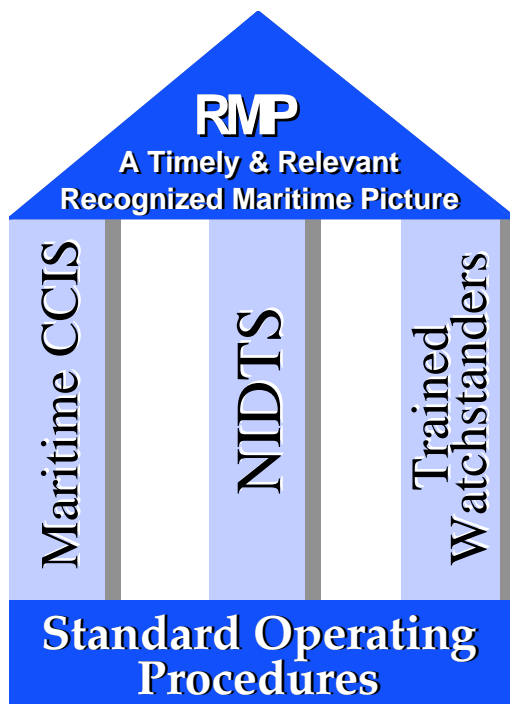 RMP
A Timely & Relevant
Recognized Maritime Picture
Maritime CCIS
NIDTS
Trained
Watchstanders
Standard Operating
Procedures